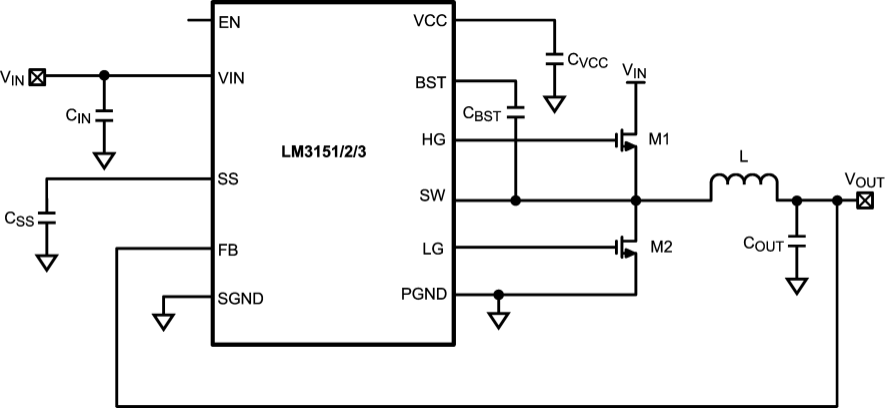 EN
VCC
CVCC
VIN
VIN
CIN
BST
CBST
VIN
HG
M1
LM3151/2/3
SS
CSS
SW
L
VOUT
FB
LG
M2
COUT
SGND
PGND